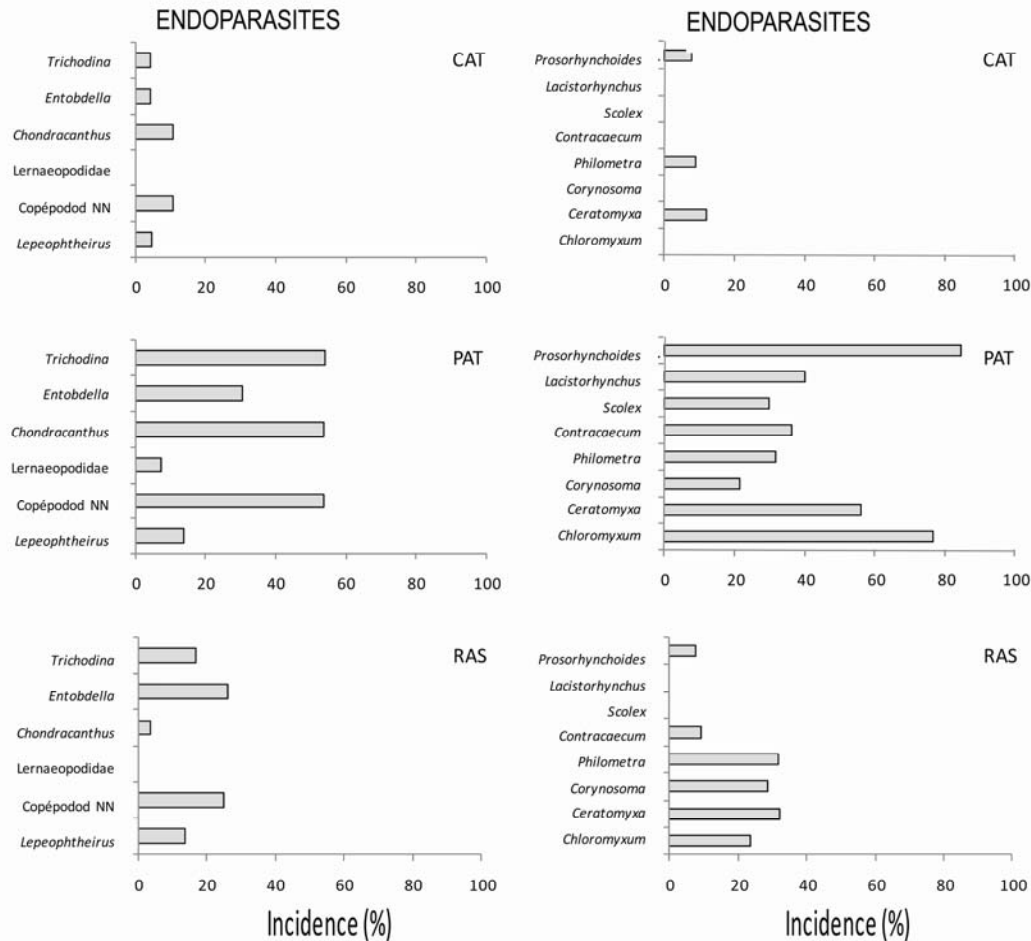 ENDOPARASITES
CAT
Trichodina
Entobdella
Chondracanthus
Lernaeopodidae
Copépodod NN
Lepeophtheirus
0 20 40 60 80 100
PAT
Trichodina
Entobdella
Chondracanthus
Lernaeopodidae
Copépodod NN
Lepeophtheirus
0 20 40 60 80 100
RAS
Trichodina
Entobdella
Chondracanthus
Lernaeopodidae
Copépodod NN
Lepeophtheirus
0 20 40 60 80 100
Incidence (%)
ENDOPARASITES
CAT
Prosorhynchoides
Lacistorhynchus
Scolex
Contracaecum
Philometra
Corynosoma
Ceratomyxa
Chloromyxum
0 20 40 60 80 100
PAT
Prosorhynchoides
Lacistorhynchus
Scolex
Contracaecum
Philometra
Corynosoma
Ceratomyxa
Chloromyxum
0 20 40 60 80 100
RAS
Prosorhynchoides
Lacistorhynchus
Scolex
Contracaecum
Philometra
Corynosoma
Ceratomyxa
Chloromyxum
0 20 40 60 80 100
Incidence (%)